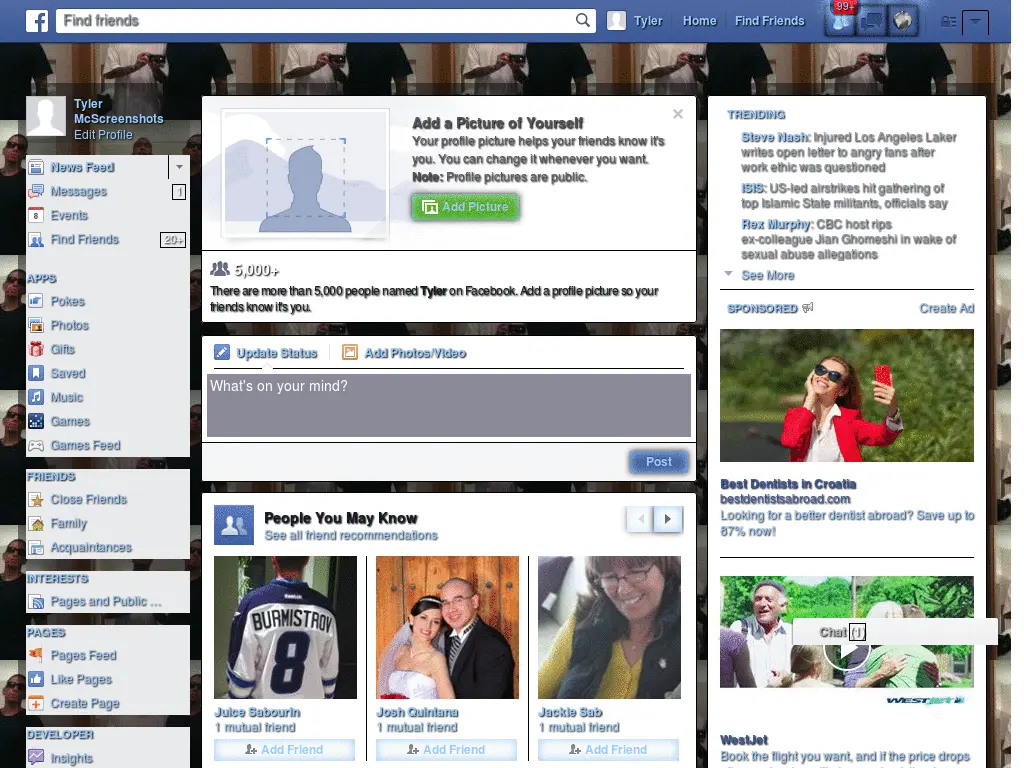 Find friends
Tyler
Home
Find Friends
99+
Tyler
McScreenshots
Edit Profile
News Feed
Messages
1
Events
8
Find Friends
20+
APPS
Pokes
Photos
Gifts
Saved
Music
Games
Games Feed
FRIENDS
Close Friends
Family
Acquaintances
INTERESTS
Pages and Public ...
PAGES
Pages Feed
Like Pages
Create Page
DEVELOPER
Insights
Add a Picture of Yourself
Your profile picture helps your friends know it's
you. You can change it whenever you want.
Note: Profile pictures are public.
Add Picture
5,000+
There are more than 5,000 people named Tyler on Facebook. Add a profile picture so your
friends know it's you.
Update Status
Add Photos/Video
What's on your mind?
Post
People You May Know
See all friend recommendations
BURMISTROV
8
Juice Sabourin
1 mutual friend
Add Friend
Josh Quintana
1 mutual friend
Add Friend
Jackie Sab
1 mutual friend
Add Friend
TRENDING
Steve Nash: Injured Los Angeles Laker
writes open letter to angry fans after
work ethic was questioned
ISIS: US-led airstrikes hit gathering of
top Islamic State militants, officials say
Rex Murphy: CBC host rips
ex-colleague Jian Ghomeshi in wake of
sexual abuse allegations
See More
SPONSORED
Create Ad
Best Dentists in Croatia
bestdentistsabroad.com
Looking for a better dentist abroad? Save up to
87% now!
Chat (1)
WESTJET
WestJet
Book the flight you want, and if the price drops